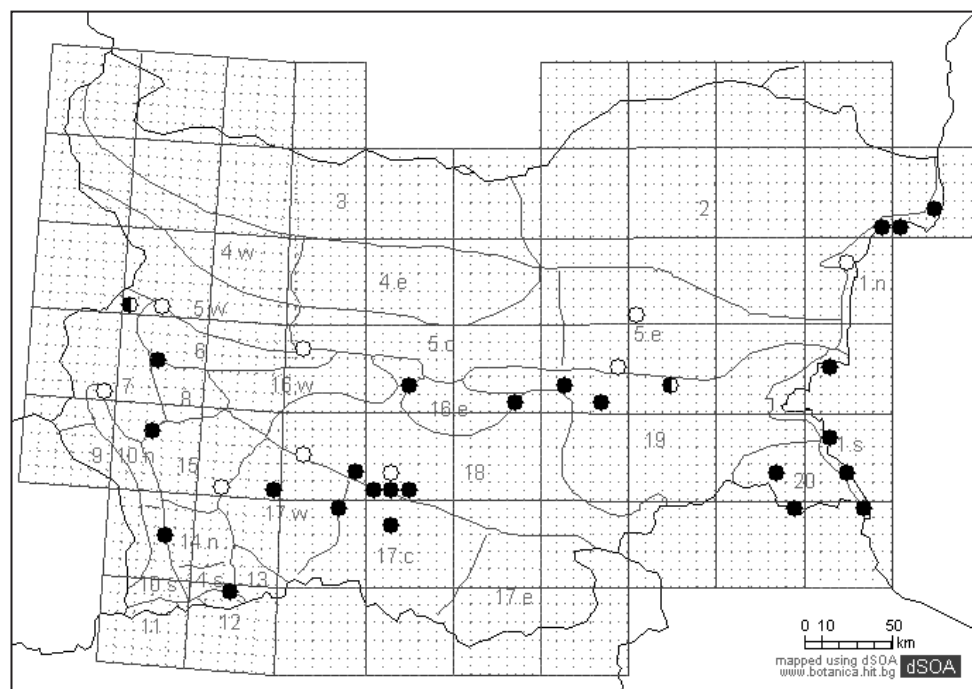 3
2
4.w
4.e
1.n
5.w
5.c
5.e
6
7
8
16.w
16.e
9
10.n
15
18
19
1.s
20
17.w
14.n
17.c
13
17.e
10.s
11
12
0 10 50
km
mapped using dSOA
www.botanica.hit.bg
dSOA